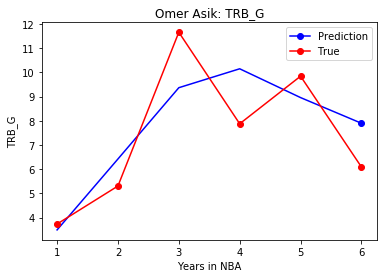 Omer Asik: TRB_G
Prediction
True
12
11
10
9
8
7
6
5
4
TRB_G
1 2 3 4 5 6
Years in NBA